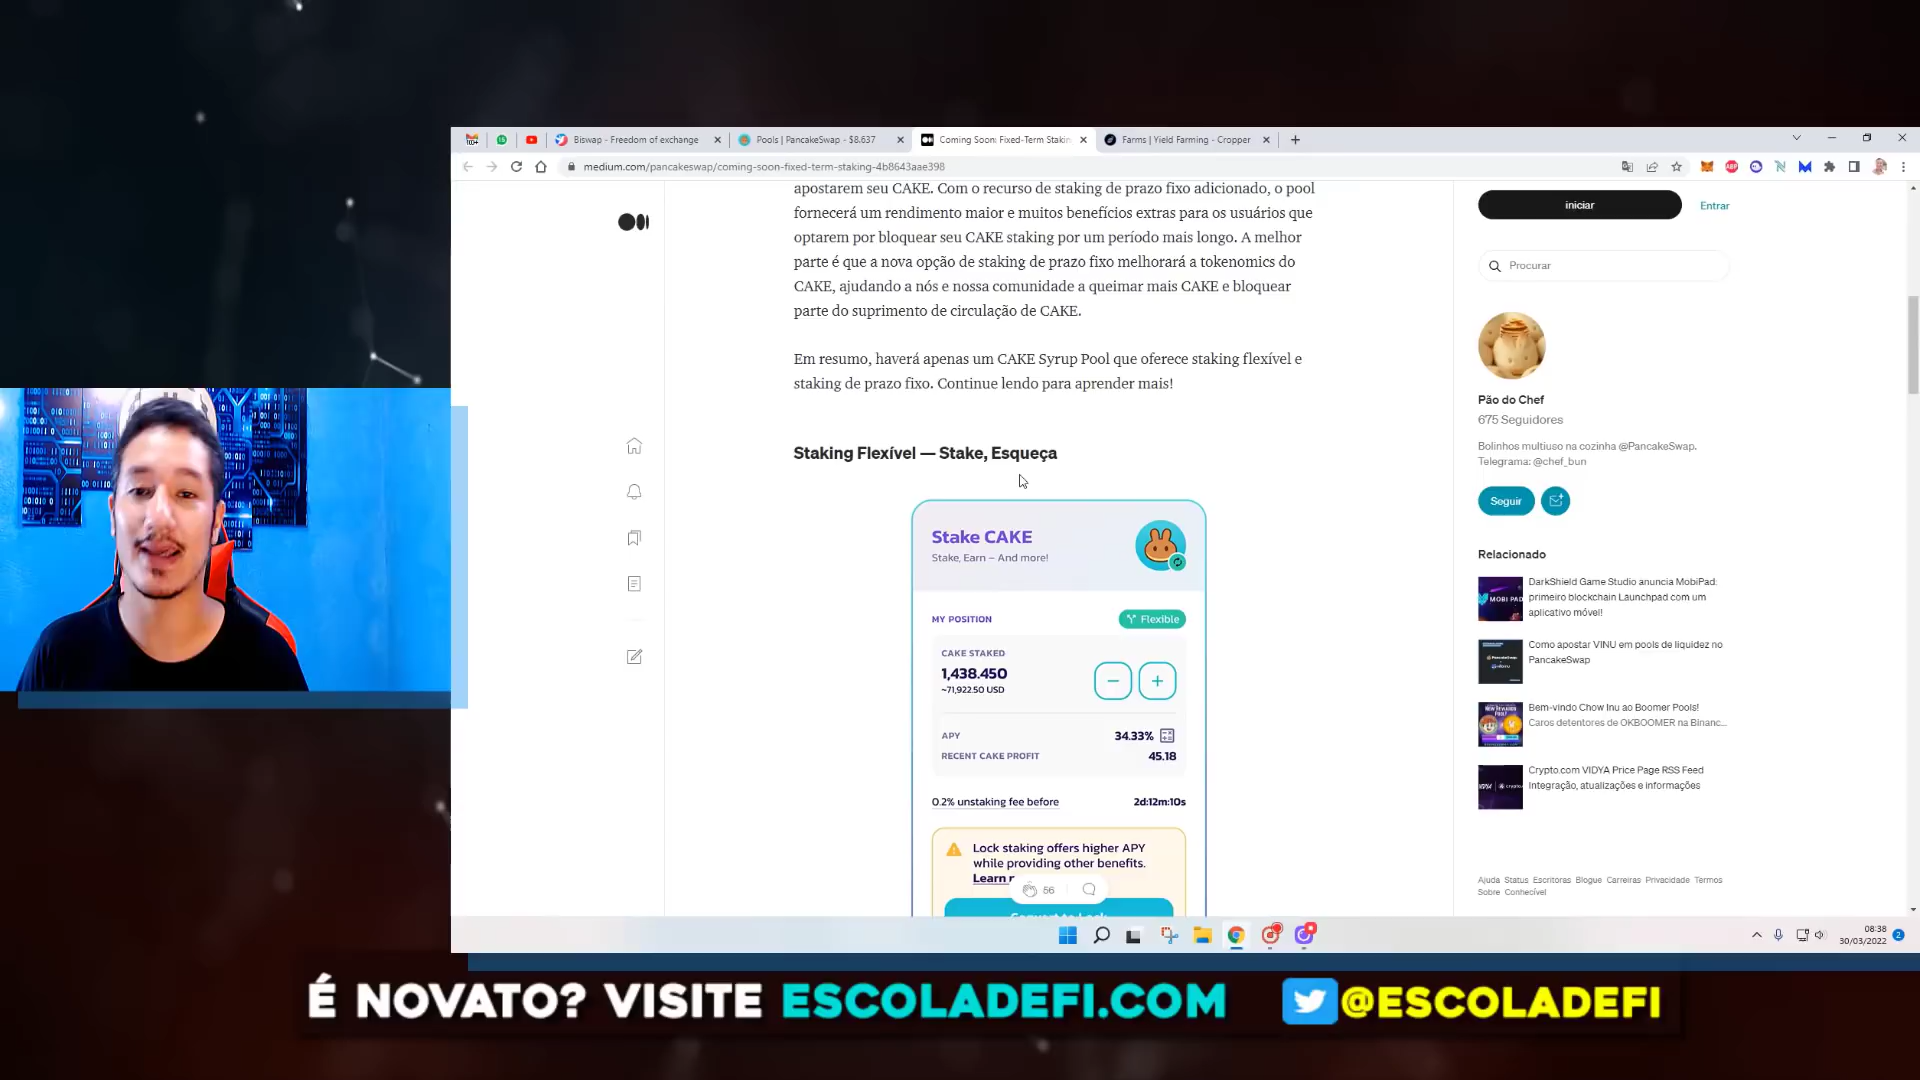 Biswap - Freedom of exchange
Pools | PancakeSwap - $8.637
Coming Soon: Fixed-Term Stakin
Farms | Yield Farming - Cropper
medium.com/pancakeswap/coming-soon-fixed-term-staking-4b8643aae398
apostarem seu CAKE. Com o recurso de staking de prazo fixo adicionado, o pool
fornecerá um rendimento maior e muitos benefícios extras para os usuários que
optarem por bloquear seu CAKE staking por um período mais longo. A melhor
parte é que a nova opção de staking de prazo fixo melhorará a tokenomics do
CAKE, ajudando a nós e nossa comunidade a queimar mais CAKE e bloquear
parte do suprimento de circulação de CAKE.
Em resumo, haverá apenas um CAKE Syrup Pool que oferece staking flexível e
staking de prazo fixo. Continue lendo para aprender mais!
Staking Flexível — Stake, Esqueça
Stake CAKE
Stake, Earn – And more!
MY POSITION
Flexible
CAKE STAKED
1,438.450
~71,922.50 USD
APY
34.33%
RECENT CAKE PROFIT
45.18
0.2% unstaking fee before
2d:12m:10s
Lock staking offers higher APY
while providing other benefits.
Learn
56
Convert to Lock
iniciar
Entrar
Procurar
Pão do Chef
675 Seguidores
Bolinhos multiuso na cozinha @PancakeSwap.
Telegrama: @chef_bun
Seguir
Relacionado
DarkShield Game Studio anuncia MobiPad:
primeiro blockchain Launchpad com um
aplicativo móvel!
MOBI PAD
Como apostar VINU em pools de liquidez no
PancakeSwap
Bem-vindo Chow Inu ao Boomer Pools!
Caros detentores de OKBOOMER na Binanc...
Crypto.com VIDYA Price Page RSS Feed
Integração, atualizações e informações
Ajuda Status Escritoras Blogue Carreiras Privacidade Termos
Sobre Conhecível
08:38
30/03/2022
2
É NOVATO? VISITE ESCOLADEFI.COM
@ESCOLADEFI